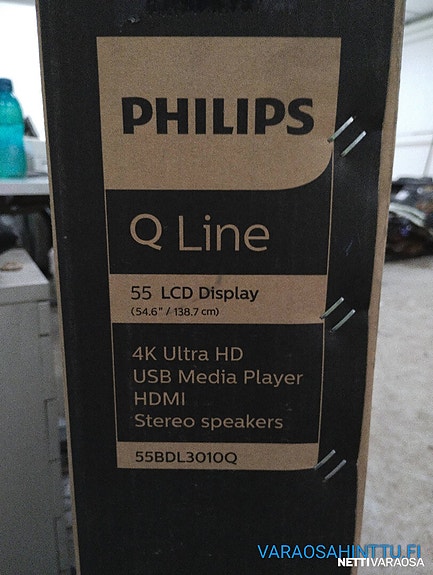 PHILIPS
Q Line
55 LCD Display
(54.6" / 138.7 cm)
4K Ultra HD
USB Media Player
HDMI
Stereo speakers
55BDL3010Q
VARAOSAHINTTU.FI
NETTIVARAOSA